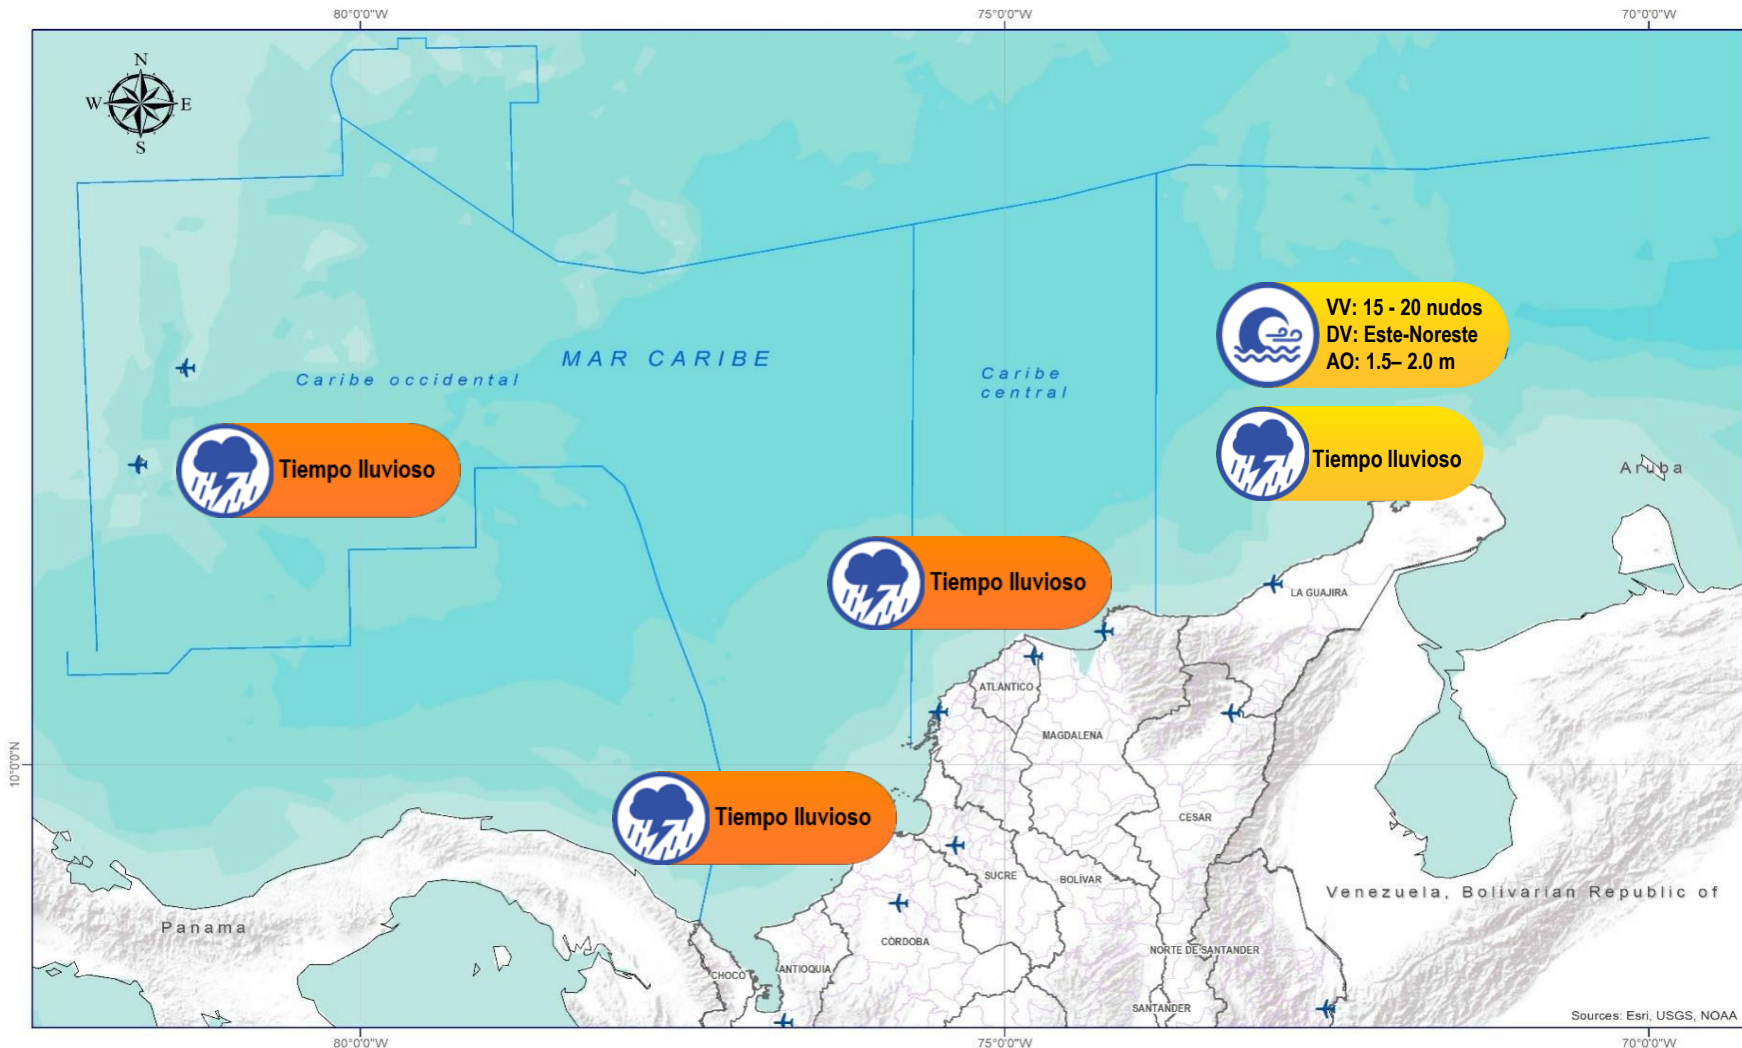 80°0'0"W
75°0'0"W
70°0'0"W
N
W
E
S
VV: 15 - 20 nudos
DV: Este-Noreste
AO: 1.5– 2.0 m
MAR CARIBE
Caribe occidental
Caribe
central
Tiempo lluvioso
Tiempo lluvioso
Aruba
Tiempo lluvioso
LA GUAJIRA
ATLÁNTICO
MAGDALENA
10°0'0"N
Tiempo lluvioso
CESAR
SUCRE
BOLÍVAR
Venezuela, Bolivarian Republic of
Panama
CÓRDOBA
NORTE DE SANTANDER
CHOCO
ANTIOQUIA
SANTANDER
Sources: Esri, USGS, NOAA
80°0'0"W
75°0'0"W
70°0'0"W